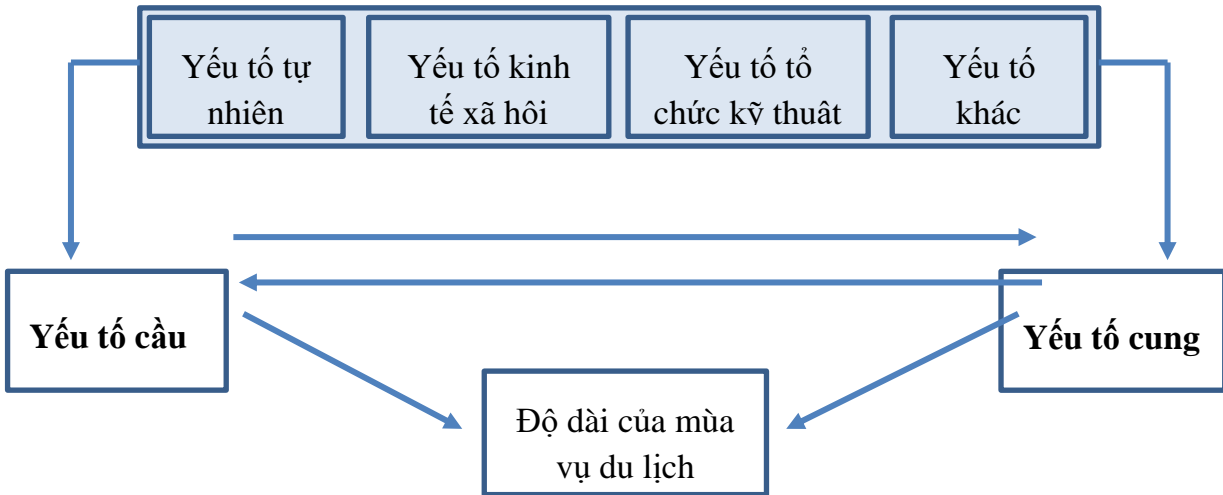 Yếu tố tự
nhiên
Yếu tố kinh
tế xã hôi
Yếu tố tổ
chức kỹ thuât
Yếu tố
khác
Yếu tố cầu
Yếu tố cung
Độ dài của mùa
vụ du lịch